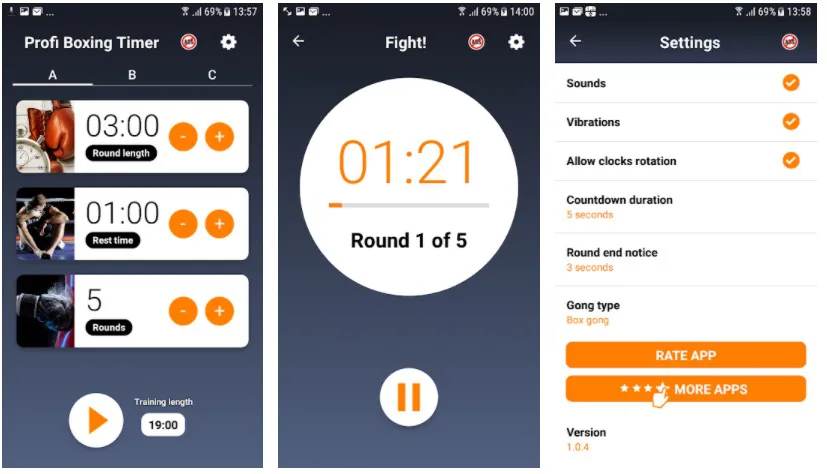 ... 69% 13:57
Profi Boxing Timer
A B C
03:00
Round length
- +
01:00
Rest time
- +
5
Rounds
- +
Training length
19:00
... 69% 14:00
Fight!
01:21
Round 1 of 5
... 69% 13:58
Settings
Sounds
Vibrations
Allow clocks rotation
Countdown duration
5 seconds
Round end notice
3 seconds
Gong type
Box gong
RATE APP
MORE APPS
Version
1.0.4